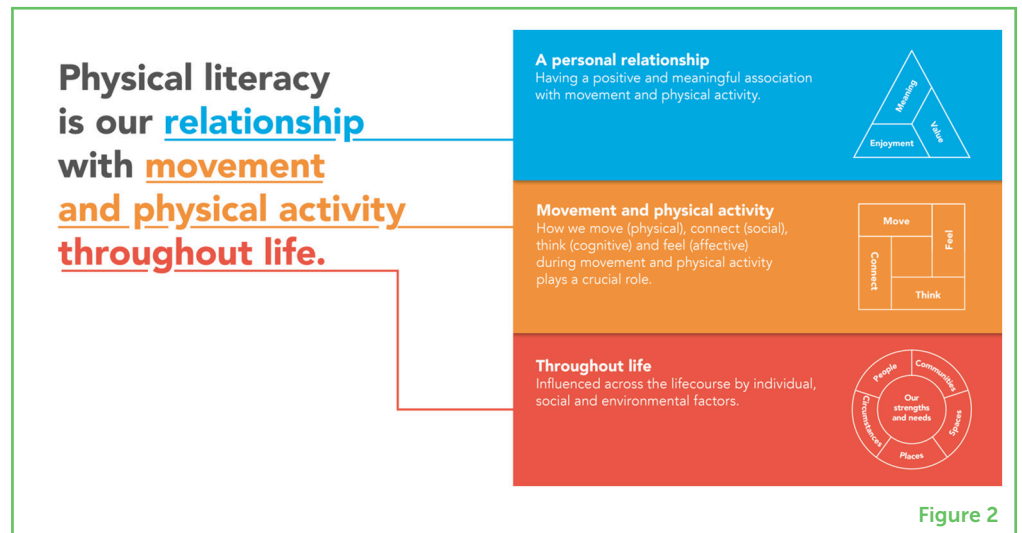 Physical literacy
is our relationship
with movement
and physical activity
throughout life.
A personal relationship
Having a positive and meaningful association
with movement and physical activity.
Meaning
Value
Enjoyment
Movement and physical activity
How we move (physical), connect (social),
think (cognitive) and feel (affective)
during movement and physical activity
plays a crucial role.
Move
Feel
Connect
Think
Throughout life
Influenced across the lifecourse by individual,
social and environmental factors.
People
Communities
Circumstances
Our
strengths
and needs
Spaces
Places
Figure 2